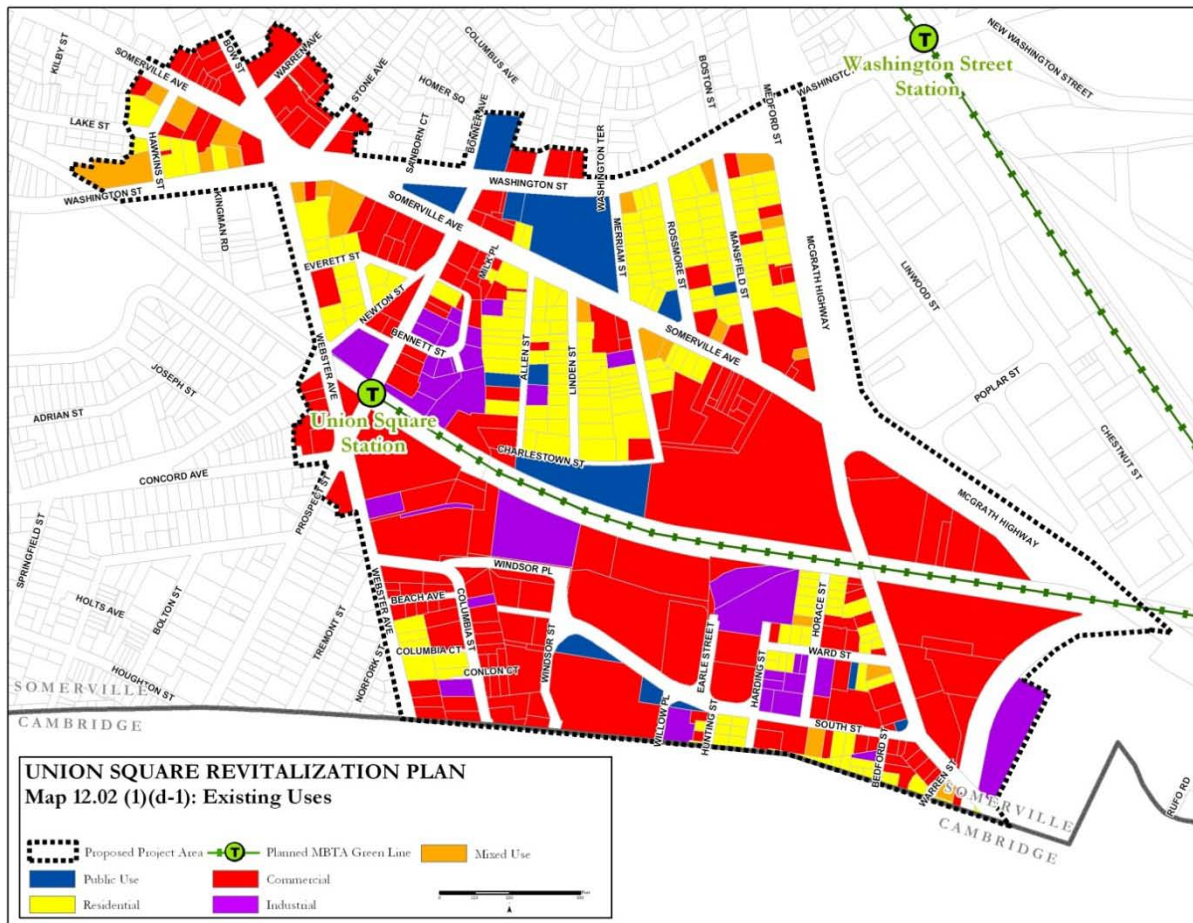 KILBY ST
SOMERVILLE AVE
BOW ST
WARREN AVE
STONE AVE
COLUMBUS AVE
HOMER SQ
SANBORN CT
BONNER AVE
BOSTON ST
MEDFORD ST
WASHINGTON
T
NEW WASHINGTON STREET
Washington Street
Station
LAKE ST
HAWKINS ST
WASHINGTON ST
KINGMAN RD
WASHINGTON ST
WASHINGTON TER
SOMERVILLE AVE
MERRIAM ST
ROSSMORE ST
MANSFIELD ST
MCGRATH HIGHWAY
LINWOOD ST
EVERETT ST
NEWTON ST
MILK PL
BENNETT ST
ALLEN ST
LINDEN ST
SOMERVILLE AVE
WEBSTER AVE
JOSEPH ST
ADRIAN ST
T
Union Square
Station
POPLAR ST
CHESTNUT ST
CONCORD AVE
PROSPECT ST
CHARLESTOWN ST
MCGRATH HIGHWAY
SPRINGFIELD ST
HOLTS AVE
BOLTON ST
TREMONT ST
HOUGHTON ST
NORFORK ST
WEBSTER AVE
WINDSOR PL
BEACH AVE
COLUMBIA ST
COLUMBIA CT
CONLON CT
WINDSOR ST
HORACE ST
WARD ST
EARLE STREET
HARDING ST
WILLOW PL
HUNTING ST
SOUTH ST
BEDFORD ST
WARREN ST
SOMERVILLE
CAMBRIDGE
SOMERVILLE
CAMBRIDGE
RUFO RD
UNION SQUARE REVITALIZATION PLAN
Map 12.02 (1)(d-1): Existing Uses
Proposed Project Area
T
Planned MBTA Green Line
Mixed Use
Public Use
Commercial
Residential
Industrial